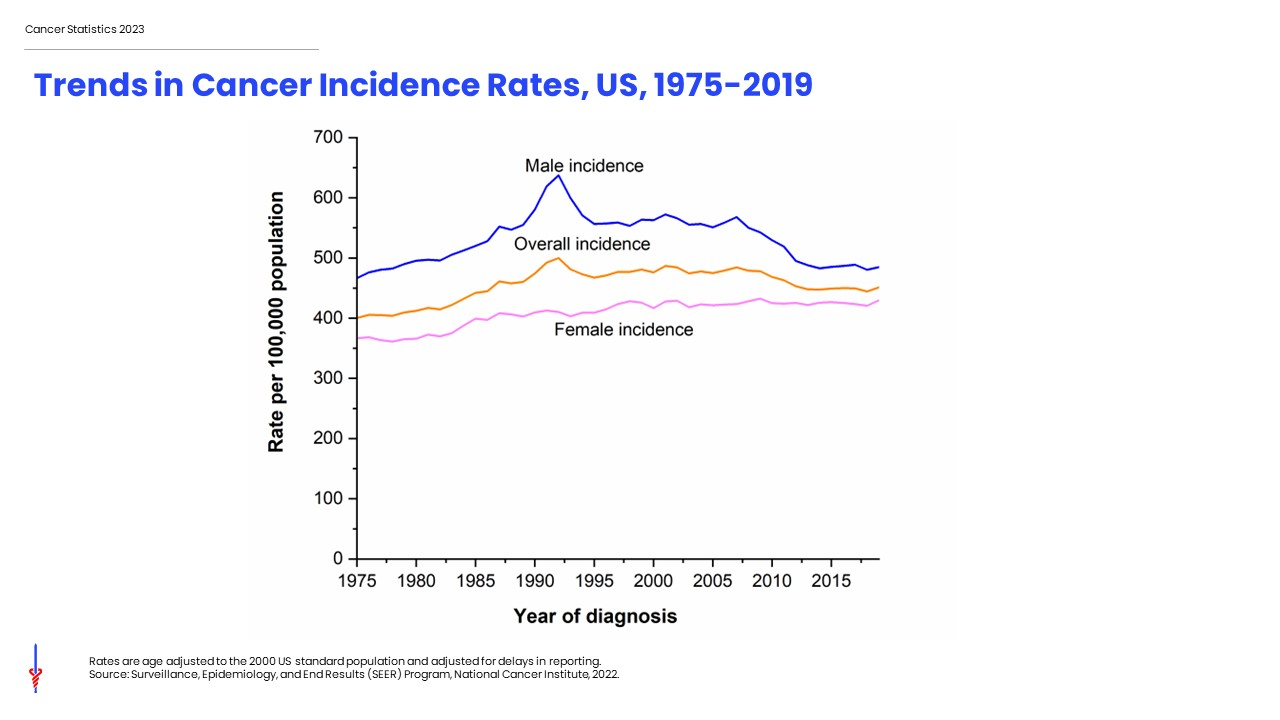 Cancer Statistics 2023
Trends in Cancer Incidence Rates, US, 1975-2019
700
600
500
400
300
200
100
0
Rate per 100,000 population
Male incidence
Overall incidence
Female incidence
1975 1980 1985 1990 1995 2000 2005 2010 2015
Year of diagnosis
Rates are age adjusted to the 2000 US standard population and adjusted for delays in reporting.
Source: Surveillance, Epidemiology, and End Results (SEER) Program, National Cancer Institute, 2022.